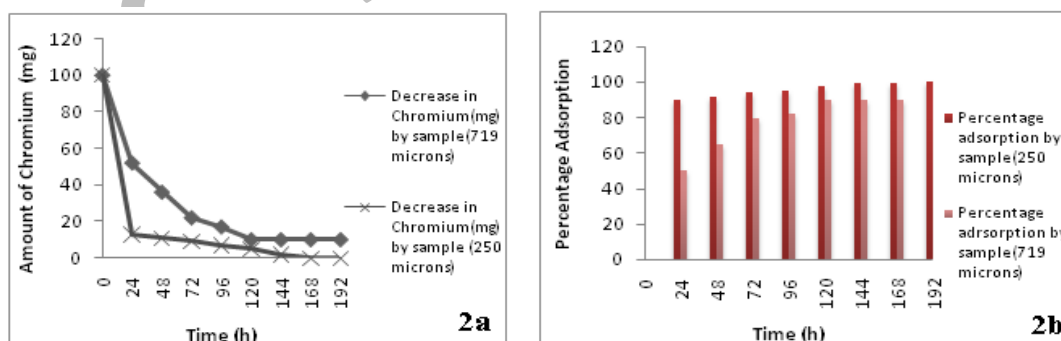 120
100
80
60
40
20
0
Amount of Chromium (mg)
0 24 48 72 96 120 144 168 192
Time (h)
Decrease in
Chromium(mg)
by sample(719
microns)
Decrease in
Chromium(mg)
by sample (250
microns)
2a
120
100
80
60
40
20
0
Percentage Adsorption
0 24 48 72 96 120 144 168 192
Time (h)
Percentage
adsorption by
sample(250
microns)
Percentage
adrsorption by
sample(719
microns)
2b